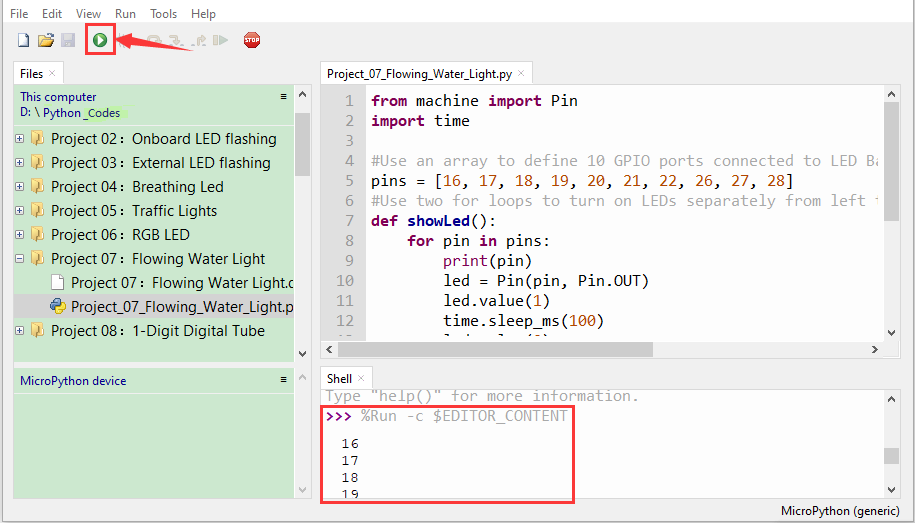 File Edit View Run Tools Help
STOP
Files ×
This computer ≡
D: \ Python_Codes
Project 02：Onboard LED flashing
Project 03：External LED flashing
Project 04：Breathing Led
Project 05：Traffic Lights
Project 06：RGB LED
Project 07：Flowing Water Light
Project 07：Flowing Water Light.c
Project_07_Flowing_Water_Light.p
Project 08：1-Digit Digital Tube
MicroPython device ≡
Project_07_Flowing_Water_Light.py ×
1 from machine import Pin
2 import time
3
4 #Use an array to define 10 GPIO ports connected to LED Ba
5 pins = [16, 17, 18, 19, 20, 21, 22, 26, 27, 28]
6 #Use two for loops to turn on LEDs separately from left t
7 def showLed():
8 for pin in pins:
9 print(pin)
10 led = Pin(pin, Pin.OUT)
11 led.value(1)
12 time.sleep_ms(100)
Shell ×
Type "help()" for more information.
>>> %Run -c $EDITOR_CONTENT
16
17
18
19
MicroPython (generic)